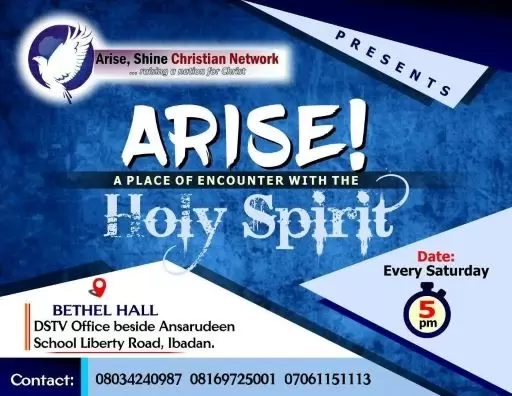 Arise, Shine Christian Network
... raising a nation for Christ
PRESENTS
ARISE!
A PLACE OF ENCOUNTER WITH THE
Holy Spirit
Date:
Every Saturday
5
pm
BETHEL HALL
DSTV Office beside Ansarudeen
School Liberty Road, Ibadan.
Contact: 08034240987 08169725001 07061151113